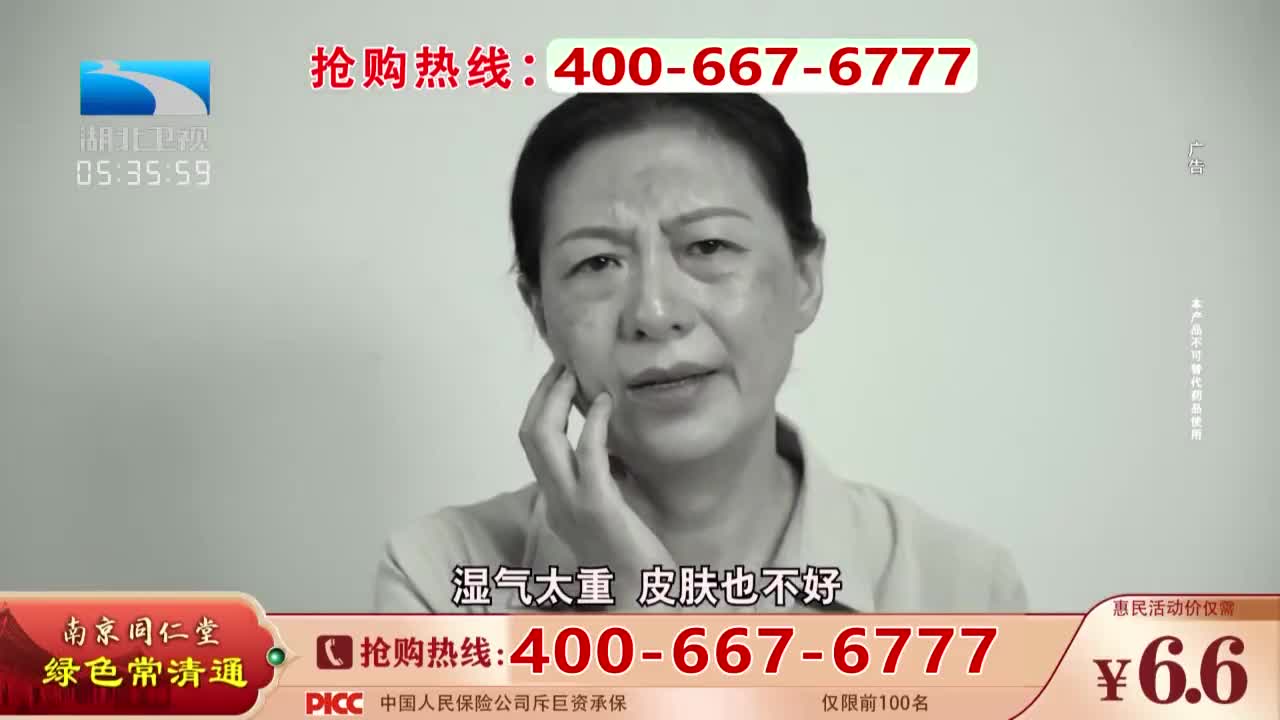 抢购热线：400-667-6777
湖北卫视
05:35:59
广告
本产品不可替代药品使用
湿气太重 皮肤也不好
南京同仁堂
绿色常清通
抢购热线：400-667-6777
惠民活动价仅需
¥6.6
PICC 中国人民保险公司斥巨资承保
仅限前100名